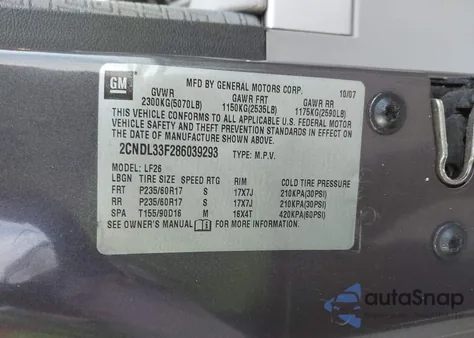 GM
MFD BY GENERAL MOTORS CORP. 10/07
GVWR GAWR FRT GAWR RR
2300KG(5070LB) 1150KG(2535LB) 1175KG(2590LB)
THIS VEHICLE CONFORMS TO ALL APPLICABLE U.S. FEDERAL MOTOR
VEHICLE SAFETY AND THEFT PREVENTION STANDARDS IN EFFECT ON THE
DATE OF MANUFACTURE SHOWN ABOVE.
2CNDL33F286039293 TYPE: M.P.V.
MODEL: LF26
LBGN TIRE SIZE SPEED RTG RIM COLD TIRE PRESSURE
FRT P235/60R17 S 17X7J 210KPA(30PSI)
RR P235/60R17 S 17X7J 210KPA(30PSI)
SPA T155/90D16 M 16X4T 420KPA(60PSI)
SEE OWNER'S MANUAL FOR MORE INFORMATION.
autoSnap